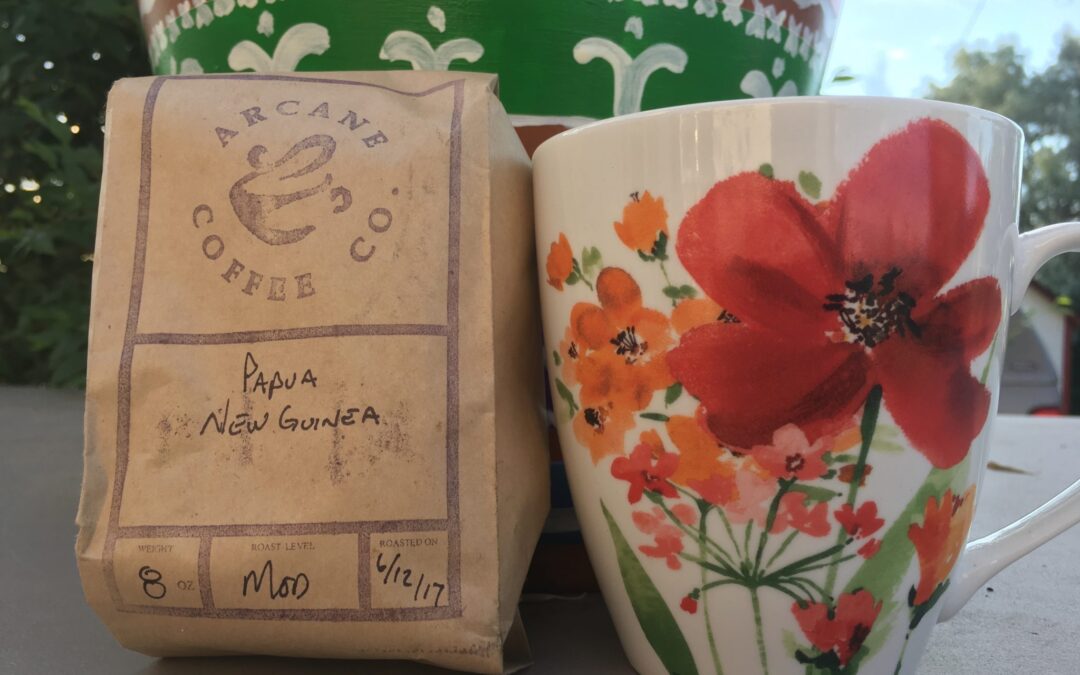 ARCANE
COFFEE CO.
PAPUA
NEW GUINEA
WEIGHT
8 OZ
ROAST LEVEL
MOD
ROASTED ON
6/12/17